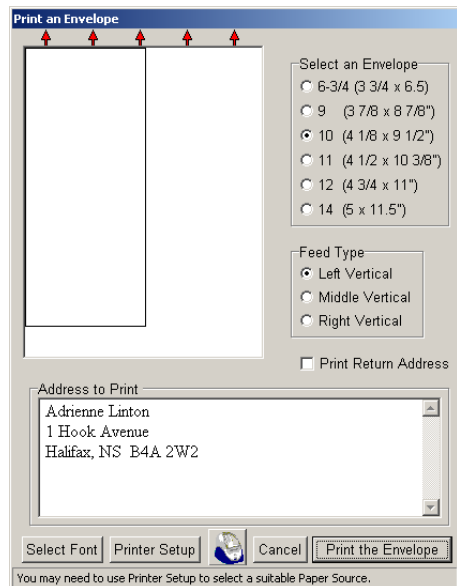 Print an Envelope
Select an Envelope
6-3/4 (3 3/4 x 6.5)
9 (3 7/8 x 8 7/8")
10 (4 1/8 x 9 1/2")
11 (4 1/2 x 10 3/8")
12 (4 3/4 x 11")
14 (5 x 11.5")
Feed Type
Left Vertical
Middle Vertical
Right Vertical
Print Return Address
Address to Print
Adrienne Linton
1 Hook Avenue
Halifax, NS B4A 2W2
Select Font Printer Setup Cancel Print the Envelope
You may need to use Printer Setup to select a suitable Paper Source.